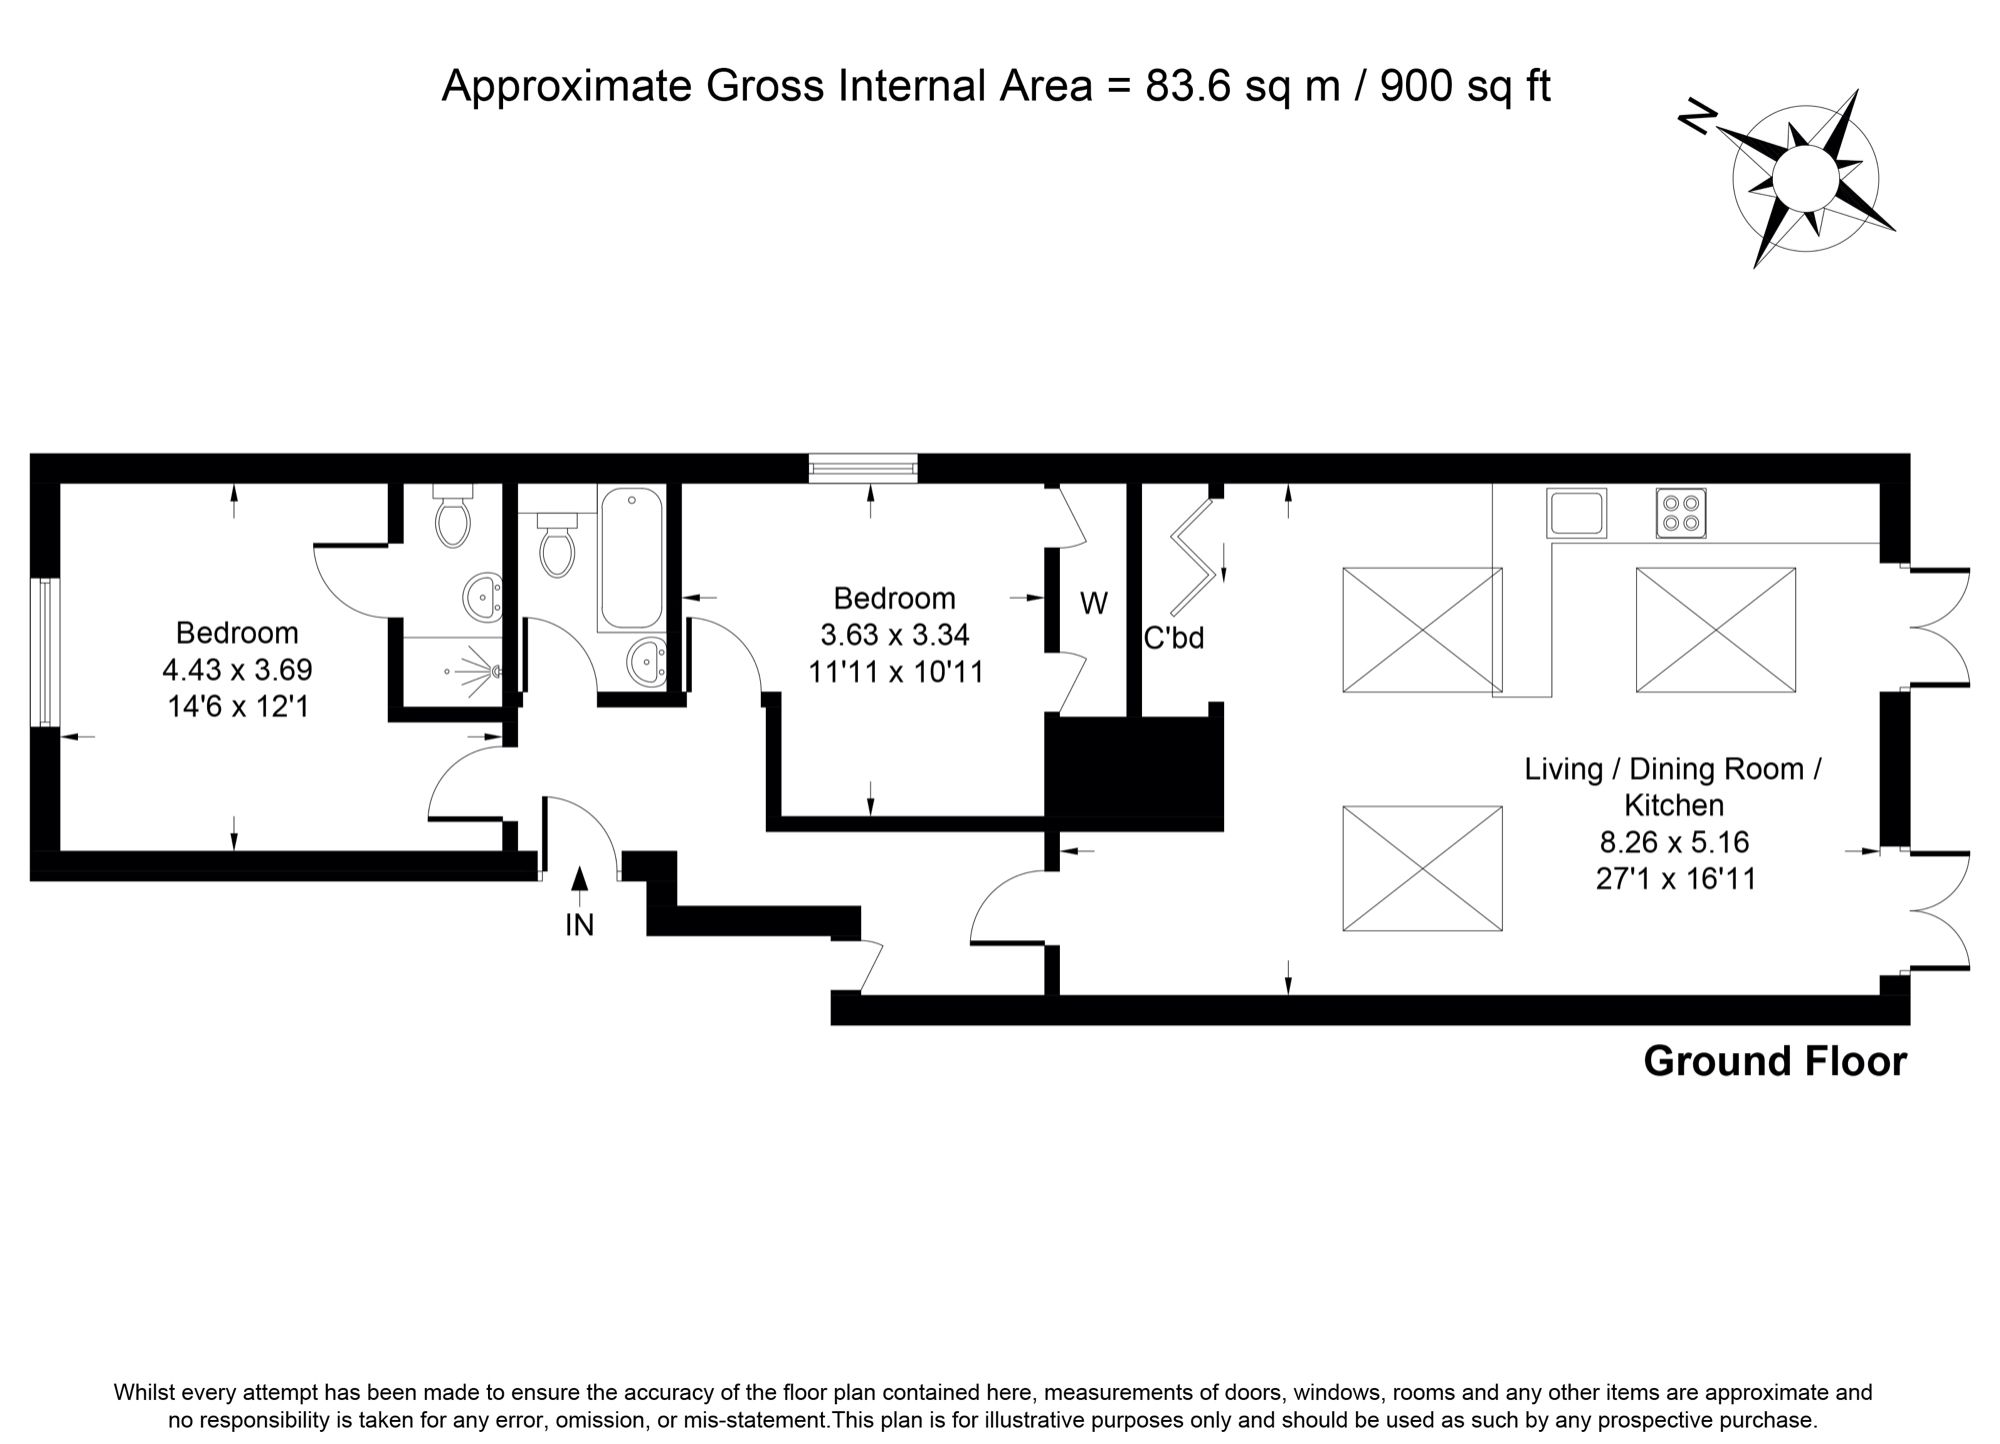 Approximate Gross Internal Area = 83.6 sq m / 900 sq ft
N
Bedroom
4.43 x 3.69
14'6 x 12'1
Bedroom
3.63 x 3.34
11'11 x 10'11
W
C'bd
Living / Dining Room /
Kitchen
8.26 x 5.16
27'1 x 16'11
IN
Ground Floor
Whilst every attempt has been made to ensure the accuracy of the floor plan contained here, measurements of doors, windows, rooms and any other items are approximate and
no responsibility is taken for any error, omission, or mis-statement.This plan is for illustrative purposes only and should be used as such by any prospective purchase.